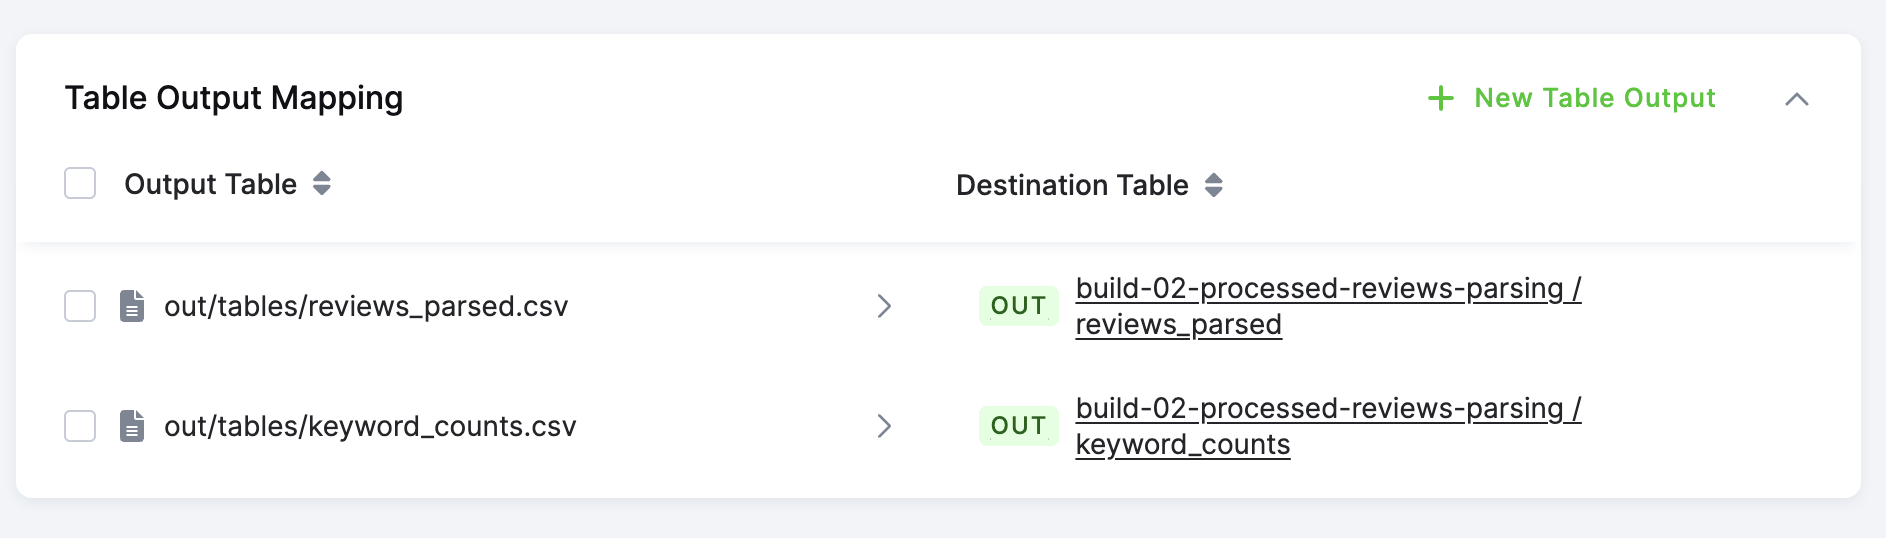 Table Output Mapping
New Table Output
Output Table
Destination Table
out/tables/reviews_parsed.csv
OUT
build-02-processed-reviews-parsing /
reviews_parsed
out/tables/keyword_counts.csv
OUT
build-02-processed-reviews-parsing /
keyword_counts